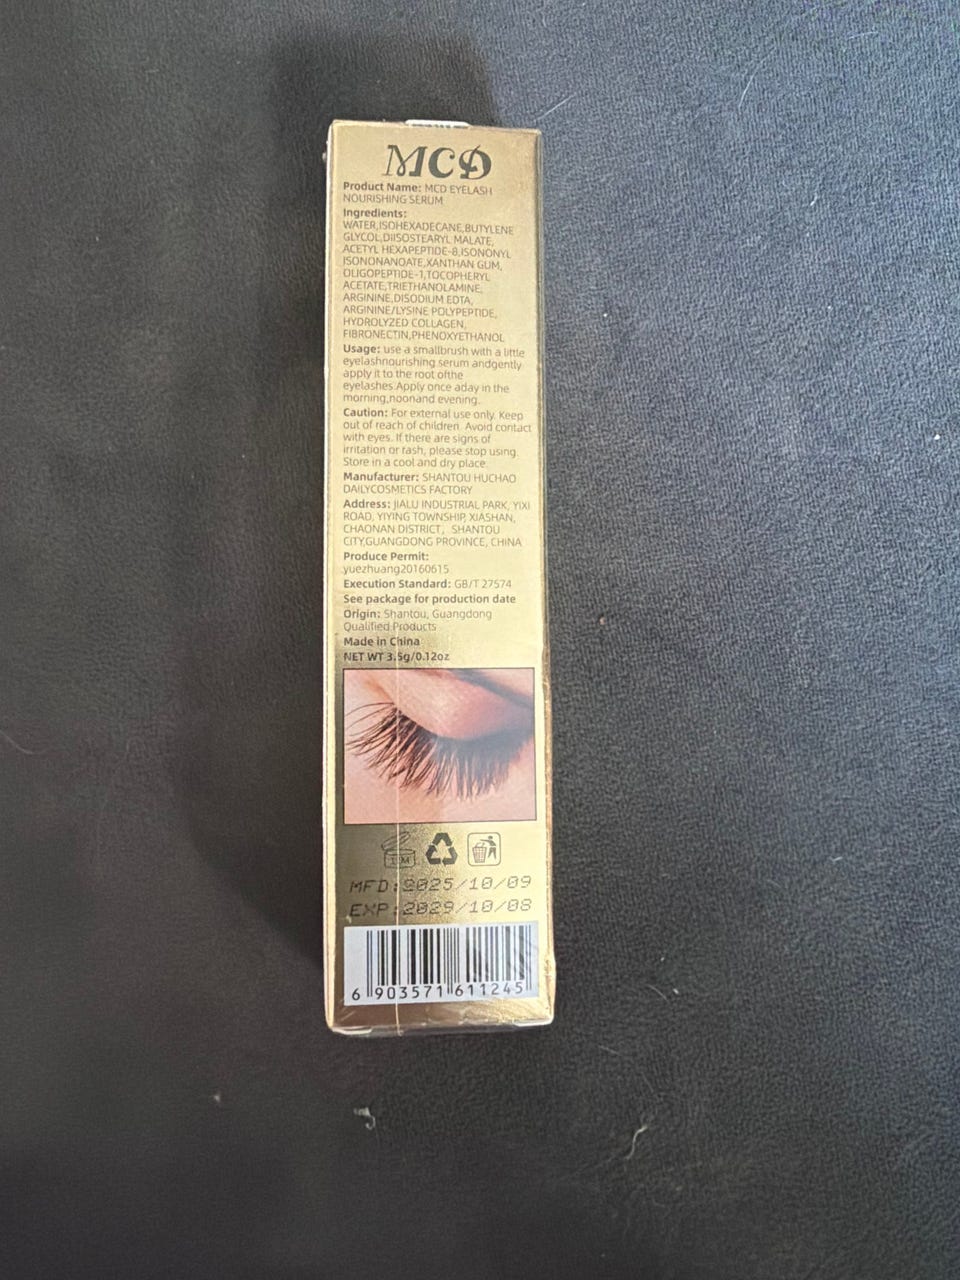 MCD
Product Name: MCD EYELASH
NOURISHING SERUM
Ingredients:
WATER,ISOHEXADECANE,BUTYLENE
GLYCOL,DIISOSTEARYL MALATE,
ACETYL HEXAPEPTIDE-8,ISONONYL
ISONONANOATE,XANTHAN GUM,
OLIGOPEPTIDE-1,TOCOPHERYL
ACETATE,TRIETHANOLAMINE,
ARGININE,DISODIUM EDTA,
ARGININE/LYSINE POLYPEPTIDE,
HYDROLYZED COLLAGEN,
FIBRONECTIN,PHENOXYETHANOL
Usage: use a smallbrush with a little
eyelashnourishing serum andgently
apply it to the root ofthe
eyelashes.Apply once aday in the
morning,noonand evening.
Caution: For external use only. Keep
out of reach of children. Avoid contact
with eyes. If there are signs of
irritation or rash, please stop using.
Store in a cool and dry place.
Manufacturer: SHANTOU HUCHAO
DAILYCOSMETICS FACTORY
Address: JIALU INDUSTRIAL PARK, YIXI
ROAD, YIYING TOWNSHIP, XIASHAN,
CHAONAN DISTRICT, SHANTOU
CITY,GUANGDONG PROVINCE, CHINA
Produce Permit:
yuezhuang20160615
Execution Standard: GB/T 27574
See package for production date
Origin: Shantou, Guangdong
Qualified Products
Made in China
NET WT 3.5g/0.12oz
MFD:2025/10/09
EXP:2029/10/08
6 903571 611245